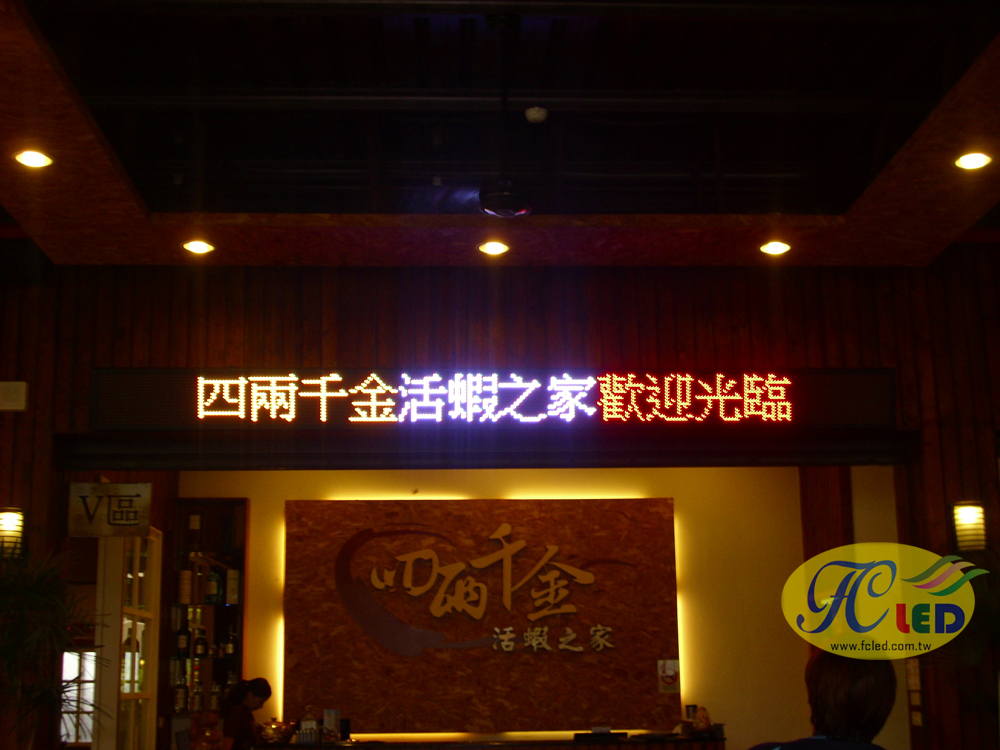 四兩千金活蝦之家歡迎光臨
V區
四兩千金
活蝦之家
FC LED
www.fcled.com.tw